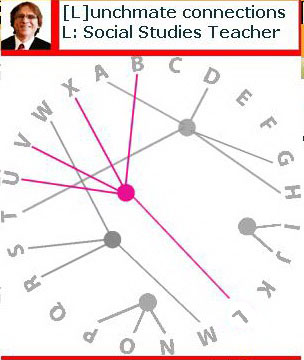 [L]unchmate connections
L: Social Studies Teacher
A
B
C
D
E
F
G
H
I
J
K
L
M
N
O
P
Q
R
S
T
U
V
W
X